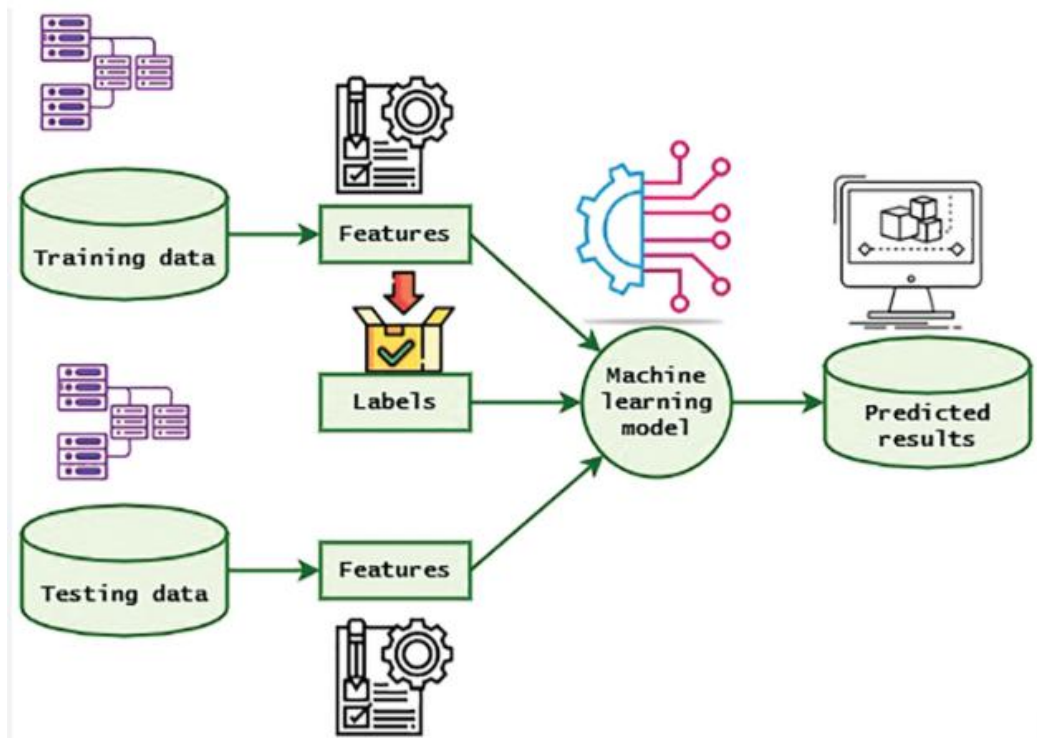 Training data
Features
Labels
Machine
learning
model
Predicted
results
Testing data
Features